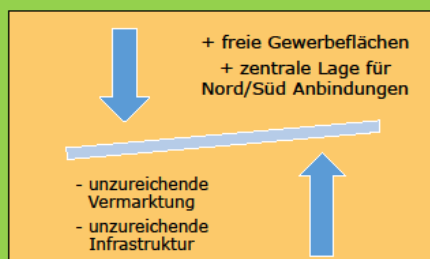 + freie Gewerbeflächen
+ zentrale Lage für
Nord/Süd Anbindungen
- unzureichende
Vermarktung
- unzureichende
Infrastruktur